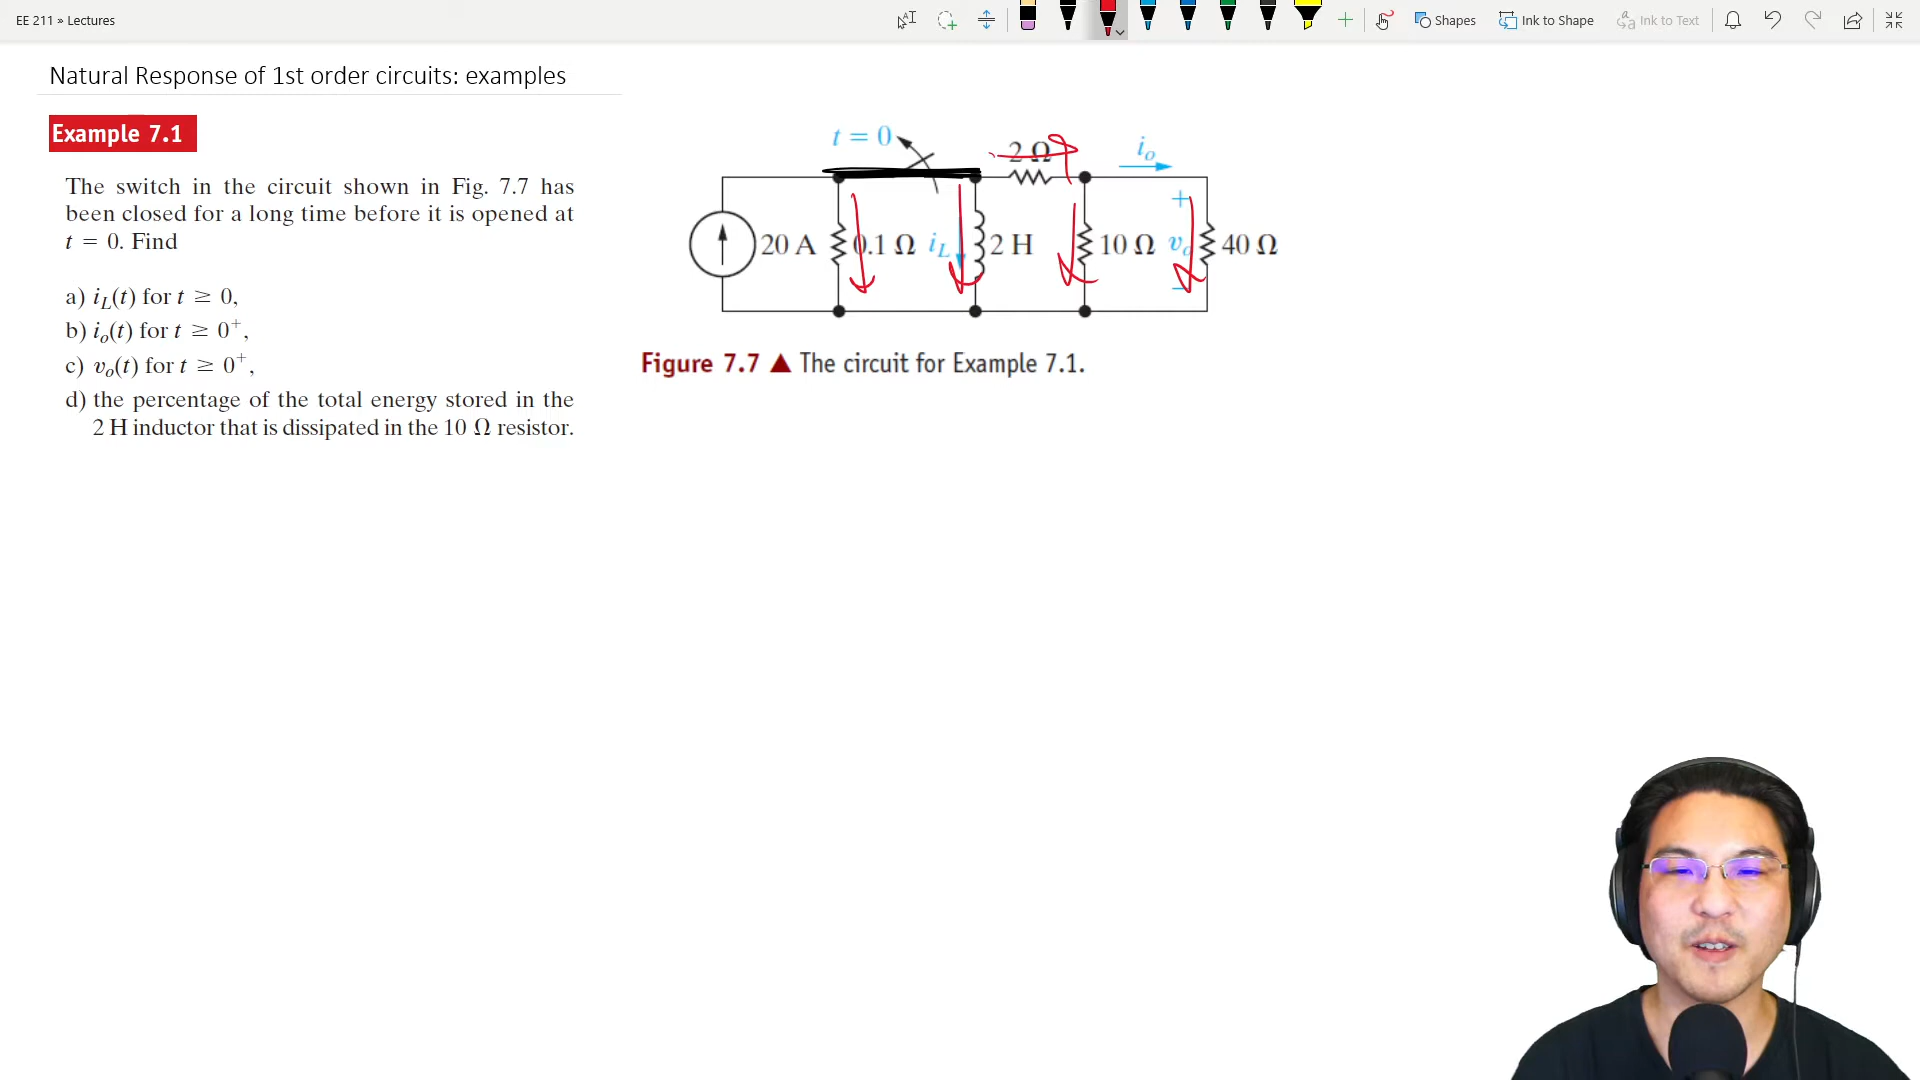 EE 211 » Lectures
Shapes
Ink to Shape
Ink to Text
Natural Response of 1st order circuits: examples
Example 7.1
The switch in the circuit shown in Fig. 7.7 has
been closed for a long time before it is opened at
t = 0. Find
a) i_L(t) for t ≥ 0,
b) i_o(t) for t ≥ 0⁺,
c) v_o(t) for t ≥ 0⁺,
d) the percentage of the total energy stored in the
2 H inductor that is dissipated in the 10 Ω resistor.
t = 0
2 Ω
i_o
+
20 A
0.1 Ω
i_L
2 H
10 Ω
v_o
40 Ω
−
Figure 7.7 ▲ The circuit for Example 7.1.